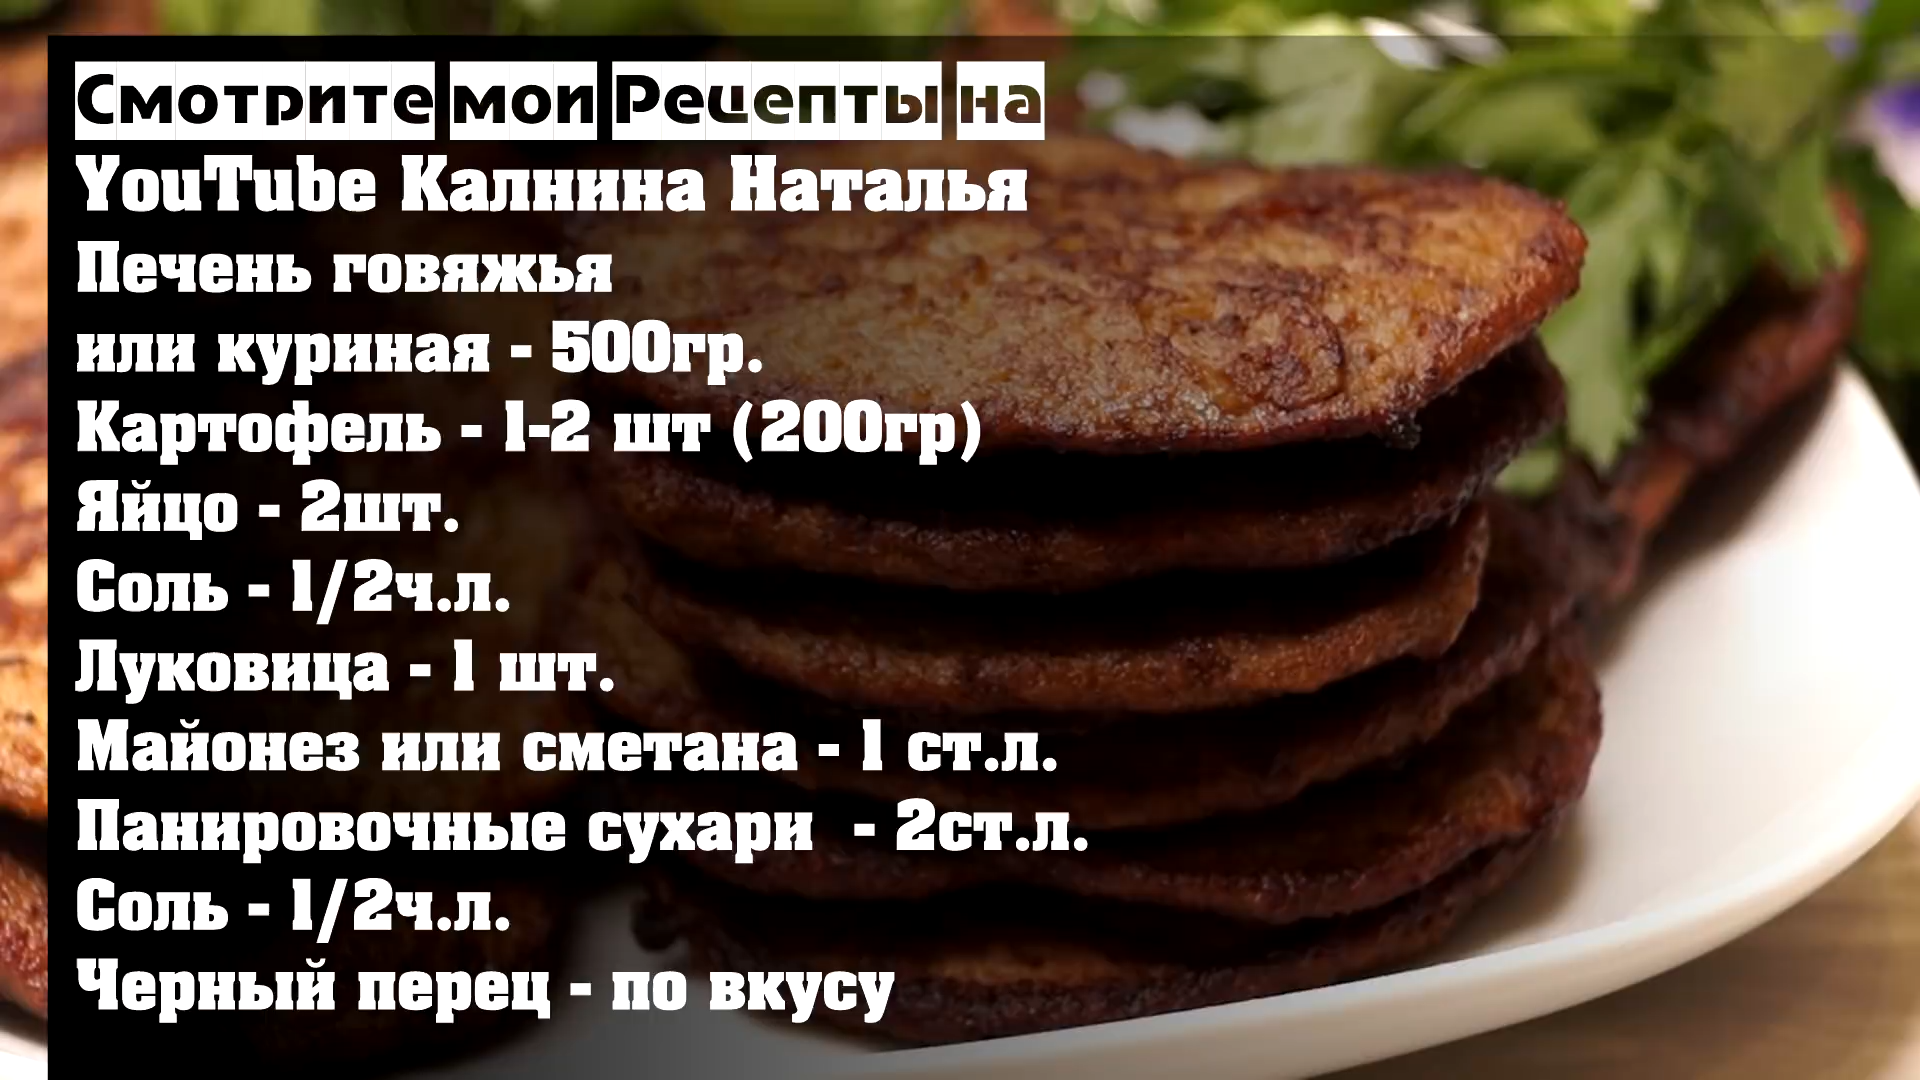 Смотрите мои Рецепты на
YouTube Калнина Наталья
Печень говяжья
или куриная - 500гр.
Картофель - 1-2 шт (200гр)
Яйцо - 2шт.
Соль - 1/2ч.л.
Луковица - 1 шт.
Майонез или сметана - 1 ст.л.
Панировочные сухари  - 2ст.л.
Соль - 1/2ч.л.
Черный перец - по вкусу